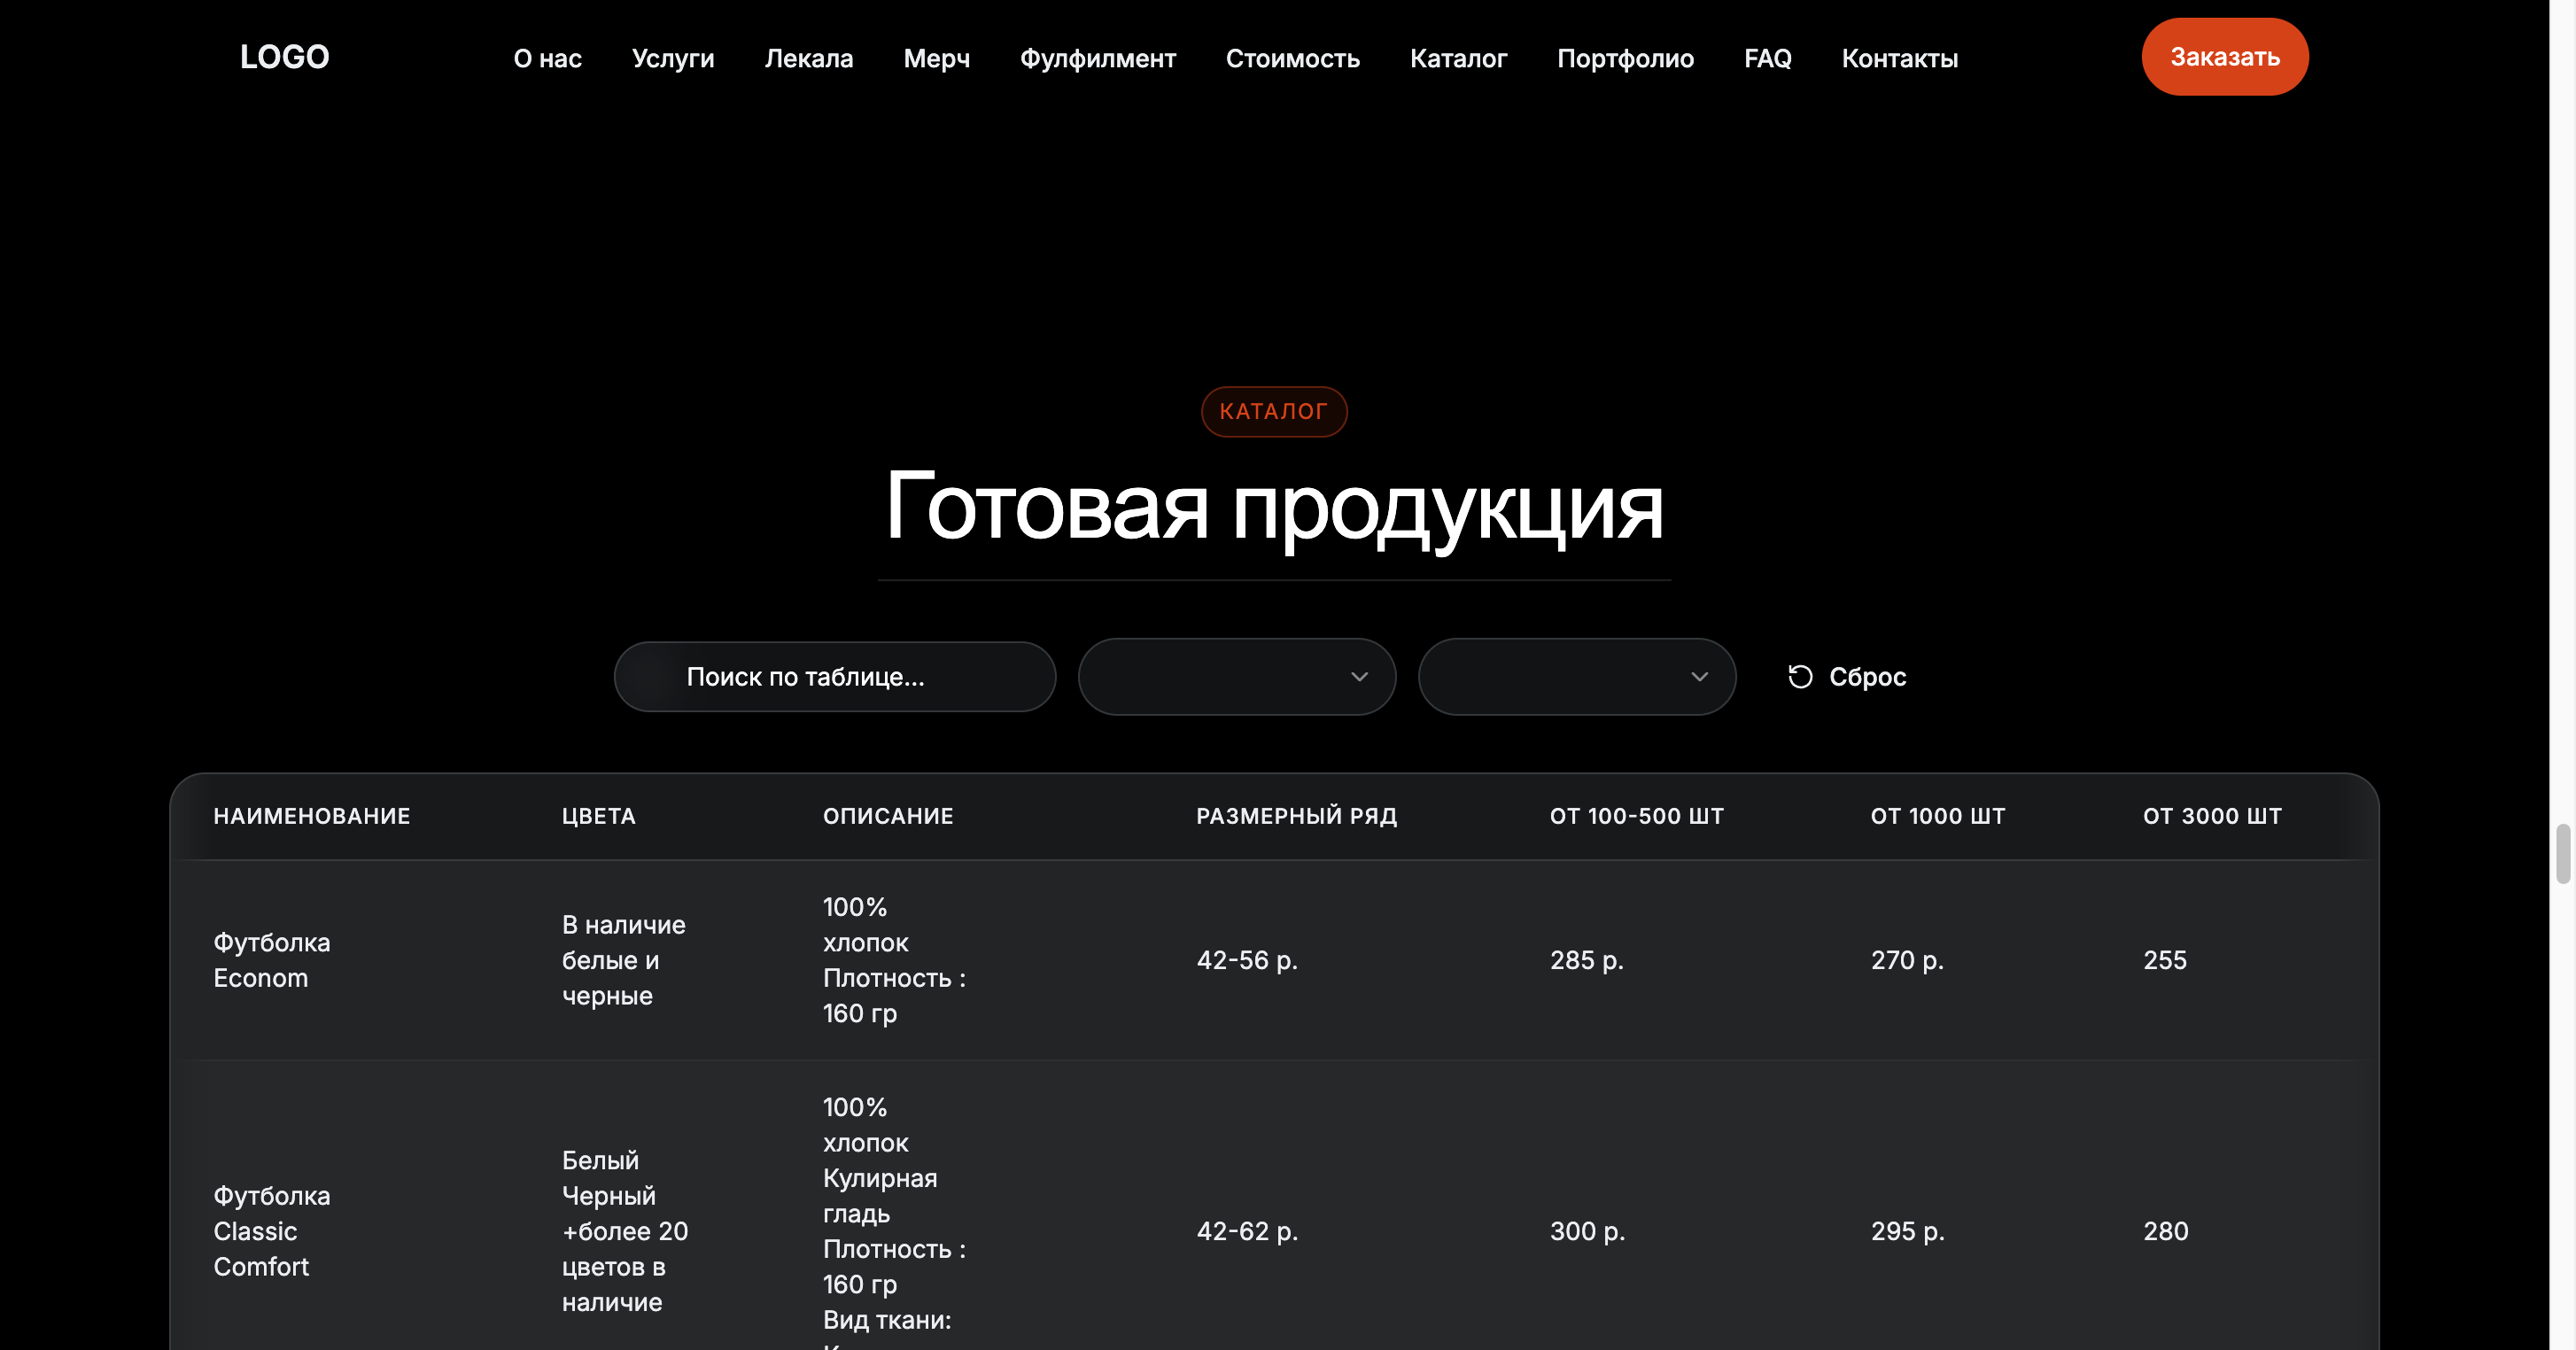 LOGO
О нас
Услуги
Лекала
Мерч
Фулфилмент
Стоимость
Каталог
Портфолио
FAQ
Контакты
Заказать
КАТАЛОГ
Готовая продукция
Поиск по таблице...
Сброс
НАИМЕНОВАНИЕ
ЦВЕТА
ОПИСАНИЕ
РАЗМЕРНЫЙ РЯД
ОТ 100-500 ШТ
ОТ 1000 ШТ
ОТ 3000 ШТ
Футболка
Econom
В наличие
белые и
черные
100%
хлопок
Плотность :
160 гр
42-56 р.
285 р.
270 р.
255
Футболка
Classic
Comfort
Белый
Черный
+более 20
цветов в
наличие
100%
хлопок
Кулирная
гладь
Плотность :
160 гр
Вид ткани:
42-62 р.
300 р.
295 р.
280